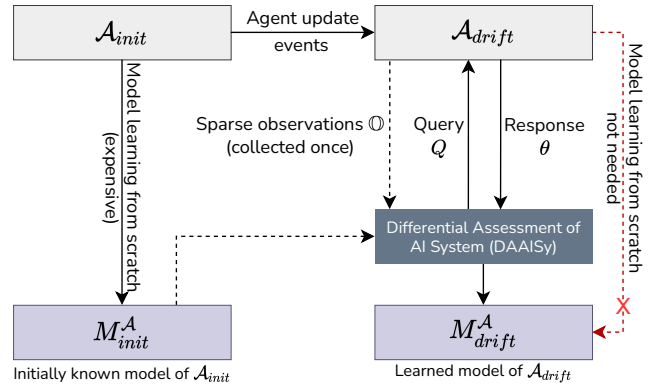 𝒜_init
Agent update
events
𝒜_drift
Model learning from scratch
(expensive)
Sparse observations 𝕆
(collected once)
Query
Q
Response
θ
Model learning from scratch
not needed
Differential Assessment of
AI System (DAAISy)
X
M^𝒜_init
M^𝒜_drift
Initially known model of 𝒜_init
Learned model of 𝒜_drift